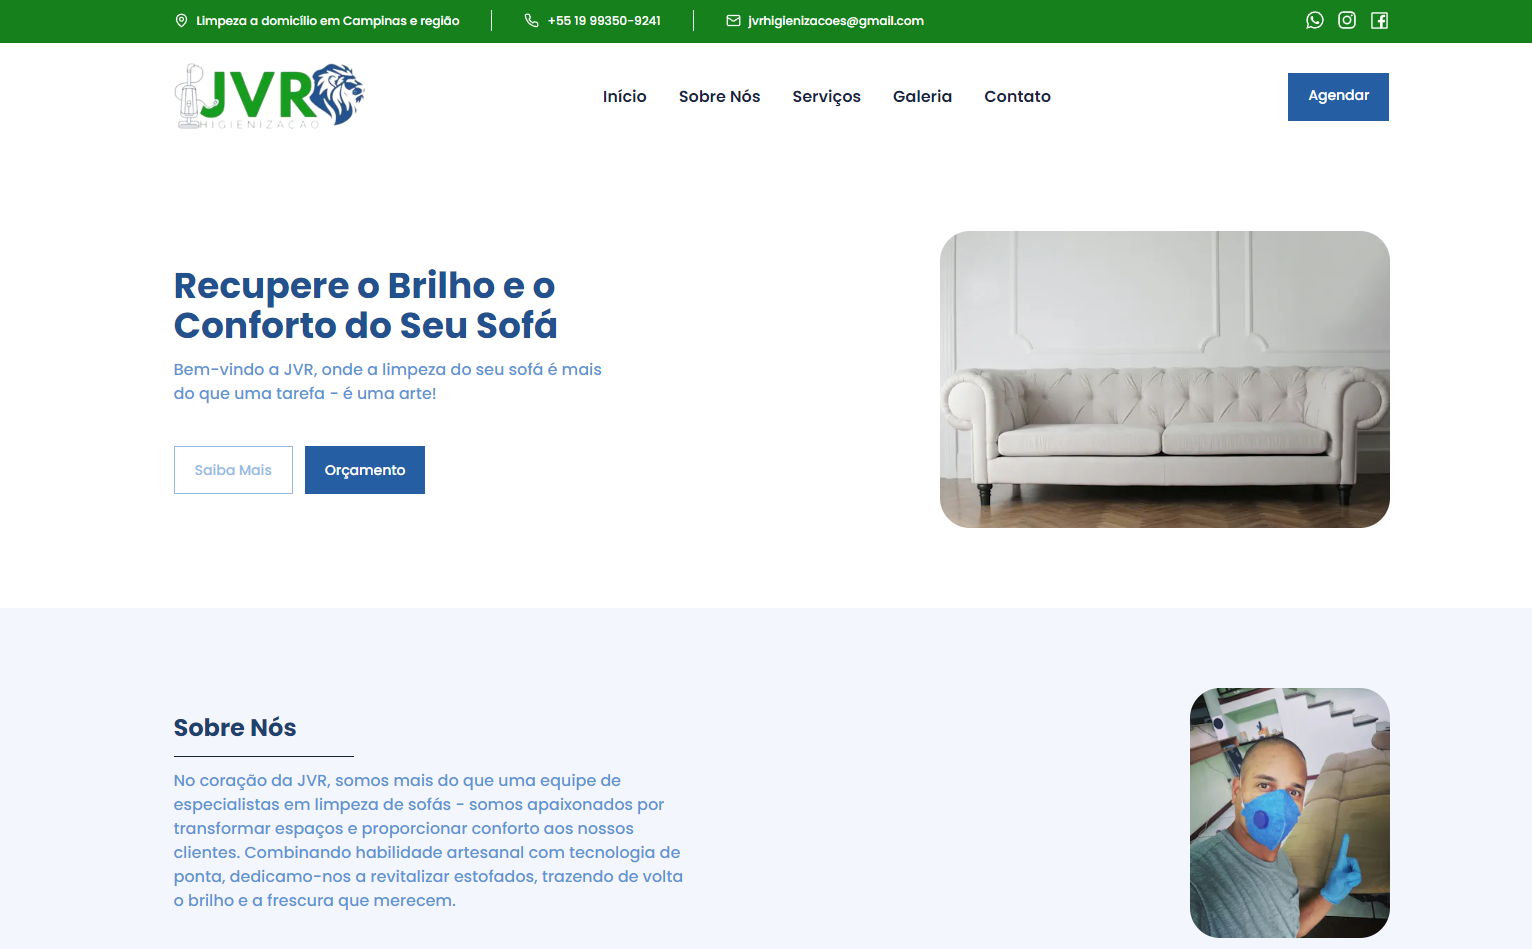 Limpeza a domicílio em Campinas e região
+55 19 99350-9241
jvrhigienizacoes@gmail.com
JVR
HIGIENIZAÇÃO
Início
Sobre Nós
Serviços
Galeria
Contato
Agendar
Recupere o Brilho e o
Conforto do Seu Sofá
Bem-vindo a JVR, onde a limpeza do seu sofá é mais
do que uma tarefa - é uma arte!
Saiba Mais
Orçamento
Sobre Nós
No coração da JVR, somos mais do que uma equipe de
especialistas em limpeza de sofás - somos apaixonados por
transformar espaços e proporcionar conforto aos nossos
clientes. Combinando habilidade artesanal com tecnologia de
ponta, dedicamo-nos a revitalizar estofados, trazendo de volta
o brilho e a frescura que merecem.